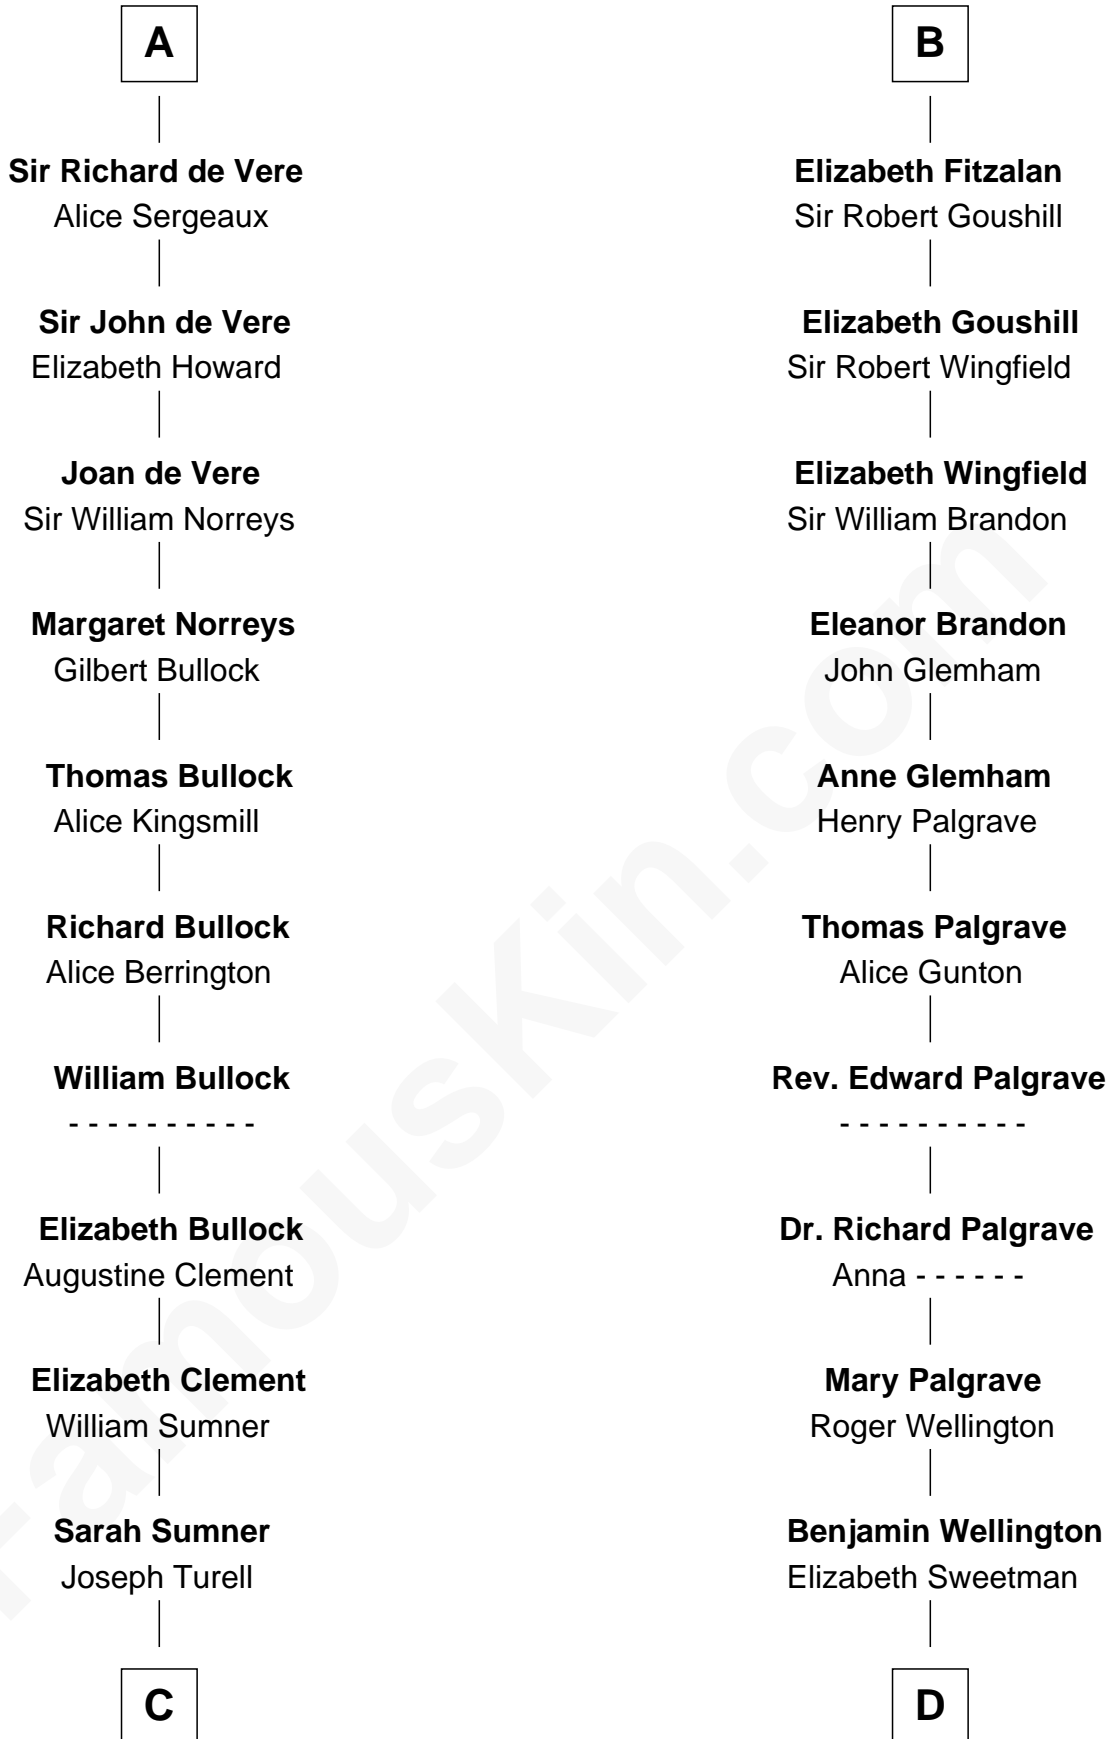 A
Sir Richard de Vere
Alice Sergeaux
Sir John de Vere
Elizabeth Howard
Joan de Vere
Sir William Norreys
Margaret Norreys
Gilbert Bullock
Thomas Bullock
Alice Kingsmill
Richard Bullock
Alice Berrington
William Bullock
- - - - - - - - - -
Elizabeth Bullock
Augustine Clement
Elizabeth Clement
William Sumner
Sarah Sumner
Joseph Turell
C
B
Elizabeth Fitzalan
Sir Robert Goushill
Elizabeth Goushill
Sir Robert Wingfield
Elizabeth Wingfield
Sir William Brandon
Eleanor Brandon
John Glemham
Anne Glemham
Henry Palgrave
Thomas Palgrave
Alice Gunton
Rev. Edward Palgrave
- - - - - - - - - -
Dr. Richard Palgrave
Anna - - - - - -
Mary Palgrave
Roger Wellington
Benjamin Wellington
Elizabeth Sweetman
D
FamousKin.com